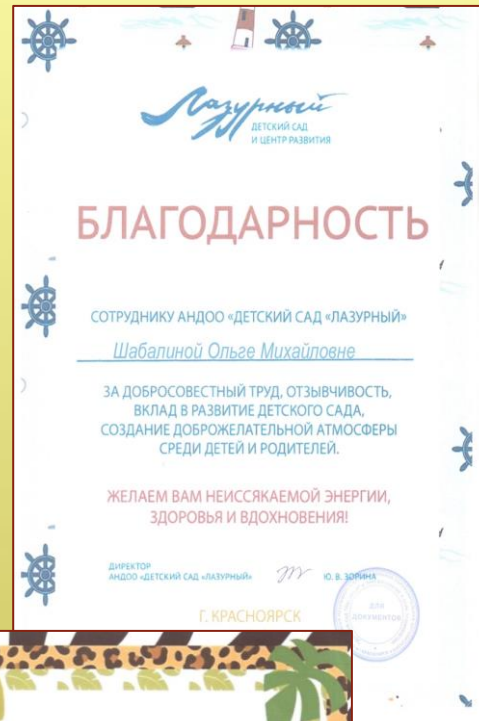 Лазурный
ДЕТСКИЙ САД
И ЦЕНТР РАЗВИТИЯ
БЛАГОДАРНОСТЬ
СОТРУДНИКУ АНДОО «ДЕТСКИЙ САД «ЛАЗУРНЫЙ»
Шабалиной Ольге Михайловне
ЗА ДОБРОСОВЕСТНЫЙ ТРУД, ОТЗЫВЧИВОСТЬ,
ВКЛАД В РАЗВИТИЕ ДЕТСКОГО САДА,
СОЗДАНИЕ ДОБРОЖЕЛАТЕЛЬНОЙ АТМОСФЕРЫ
СРЕДИ ДЕТЕЙ И РОДИТЕЛЕЙ.
ЖЕЛАЕМ ВАМ НЕИССЯКАЕМОЙ ЭНЕРГИИ,
ЗДОРОВЬЯ И ВДОХНОВЕНИЯ!
ДИРЕКТОР
АНДОО «ДЕТСКИЙ САД «ЛАЗУРНЫЙ» Ю. В. ЗОРИНА
Г. КРАСНОЯРСК
ДЛЯ
ДОКУМЕНТОВ